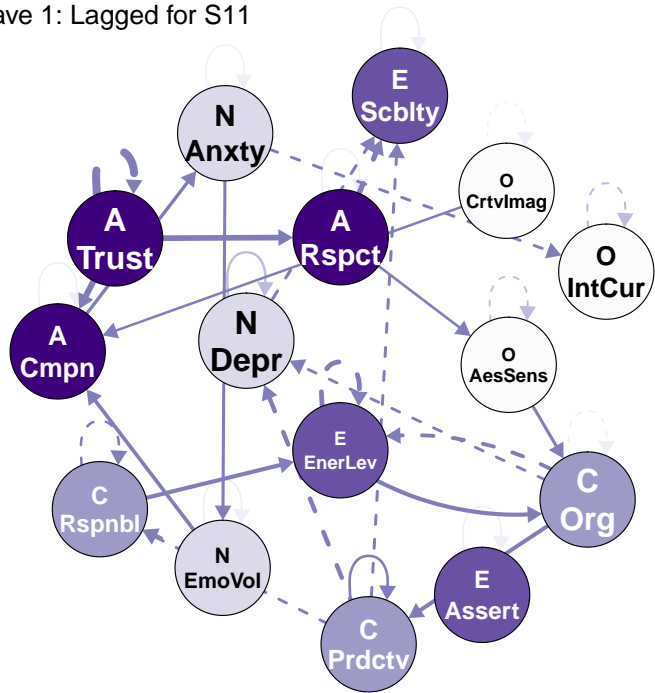 ave 1: Lagged for S11
E
Scblty
N
Anxty
O
CrtvImag
A
Trust
A
Rspct
O
IntCur
A
Cmpn
N
Depr
O
AesSens
E
EnerLev
C
Rspnbl
C
Org
N
EmoVol
E
Assert
C
Prdctv